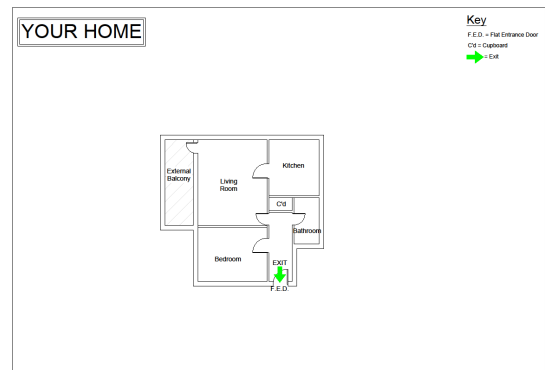 YOUR HOME
Key
F.E.D. = Flat Entrance Door
C'd = Cupboard
= Exit
External
Balcony
Living
Room
Kitchen
C'd
Bathroom
Bedroom
EXIT
F.E.D.